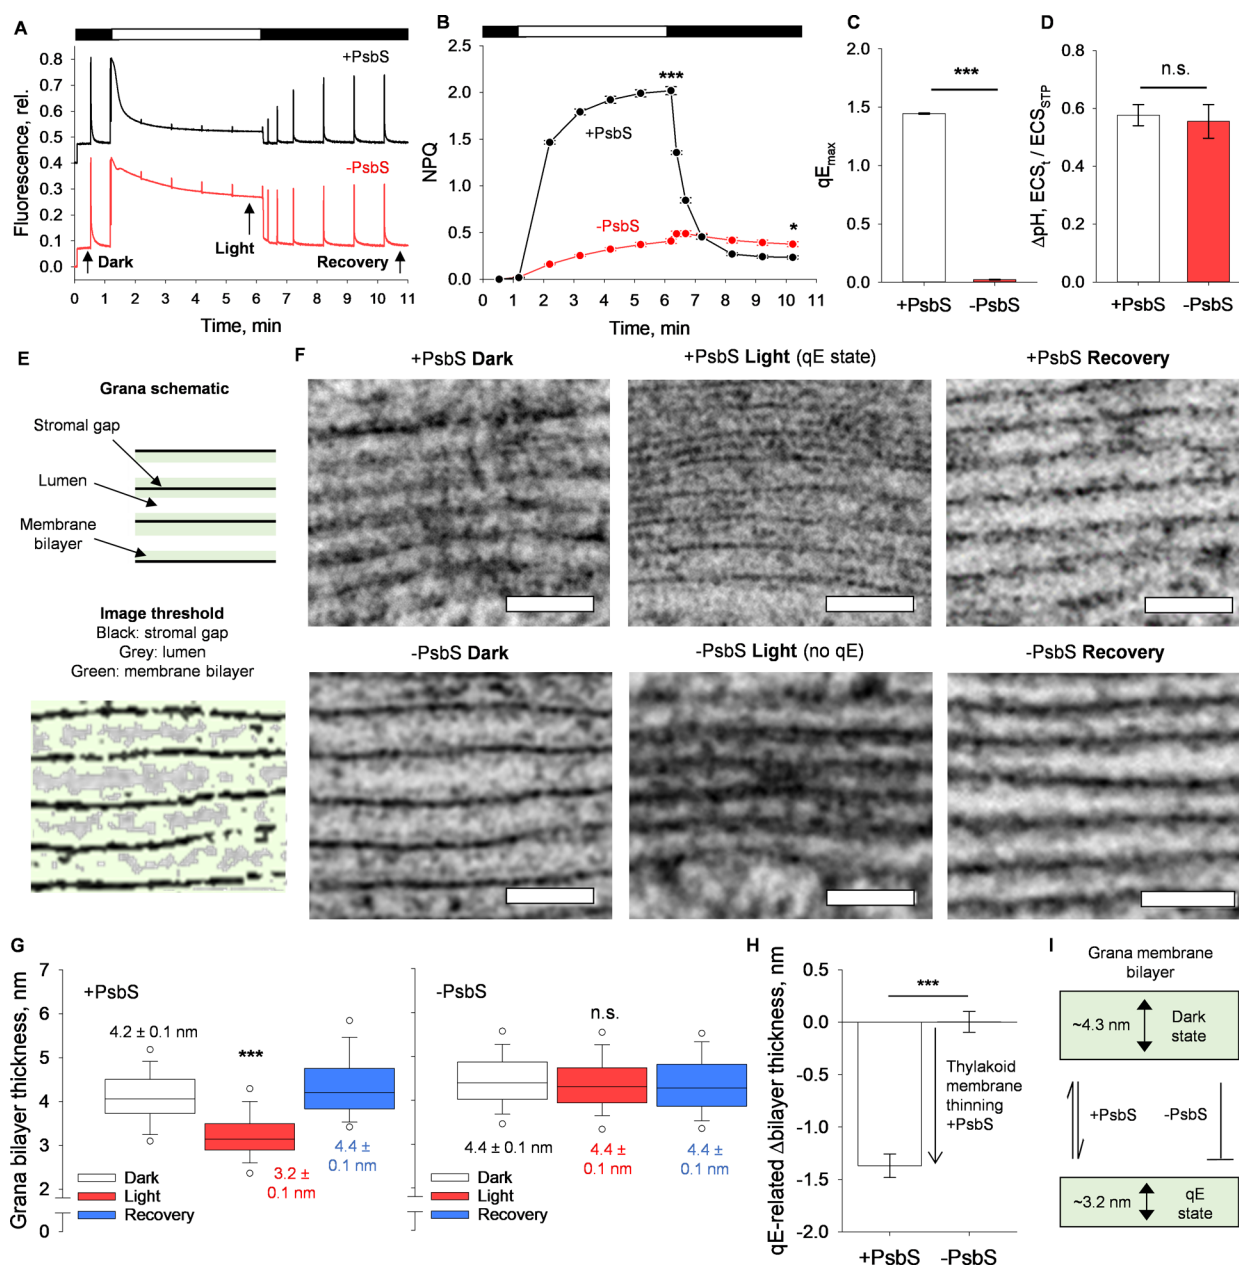 A
+PsbS
-PsbS
Light
Dark
Recovery
Fluorescence, rel.
0.8
0.7
0.6
0.5
0.4
0.3
0.2
0.1
0.0
0 1 2 3 4 5 6 7 8 9 10 11
Time, min
B
***
+PsbS
-PsbS
*
NPQ
2.5
2.0
1.5
1.0
0.5
0.0
0 1 2 3 4 5 6 7 8 9 10 11
Time, min
C
***
qEmax
2.0
1.5
1.0
0.5
0.0
+PsbS -PsbS
D
n.s.
ΔpH, ECSt / ECSSTP
0.8
0.6
0.4
0.2
0.0
+PsbS -PsbS
E
Grana schematic
Stromal gap
Lumen
Membrane
bilayer
Image threshold
Black: stromal gap
Grey: lumen
Green: membrane bilayer
F
+PsbS Dark
+PsbS Light (qE state)
+PsbS Recovery
-PsbS Dark
-PsbS Light (no qE)
-PsbS Recovery
G
Grana bilayer thickness, nm
7
6
5
4
3
2
0
+PsbS
4.2 ± 0.1 nm
***
3.2 ±
0.1 nm
4.4 ±
0.1 nm
Dark
Light
Recovery
-PsbS
n.s.
4.4 ± 0.1 nm
4.4 ±
0.1 nm
4.4 ±
0.1 nm
Dark
Light
Recovery
H
qE-related Δbilayer thickness, nm
0.5
0.0
-0.5
-1.0
-1.5
-2.0
***
Thylakoid
membrane
thinning
+PsbS
+PsbS -PsbS
I
Grana membrane
bilayer
~4.3 nm
Dark
state
+PsbS
-PsbS
~3.2 nm
qE
state